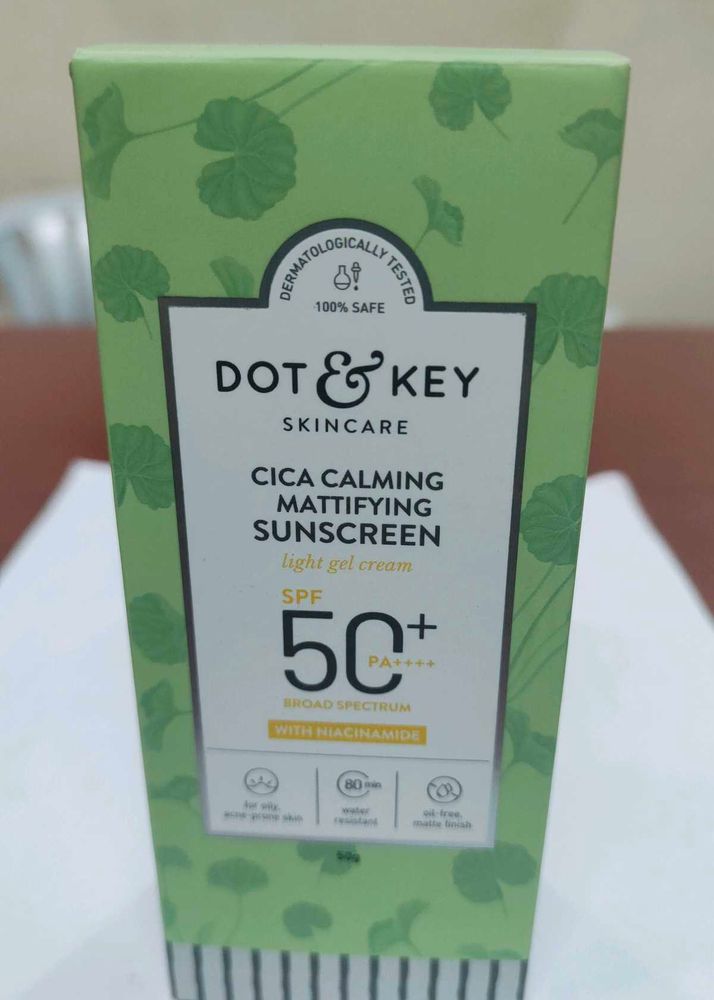 DERMATOLOGICALLY TESTED
100% SAFE
DOT & KEY
SKINCARE
CICA CALMING
MATTIFYING
SUNSCREEN
light gel cream
SPF
50+
PA++++
BROAD SPECTRUM
WITH NIACINAMIDE
80 min
for oily, water oil-free,
acne-prone skin resistant matte finish
50g